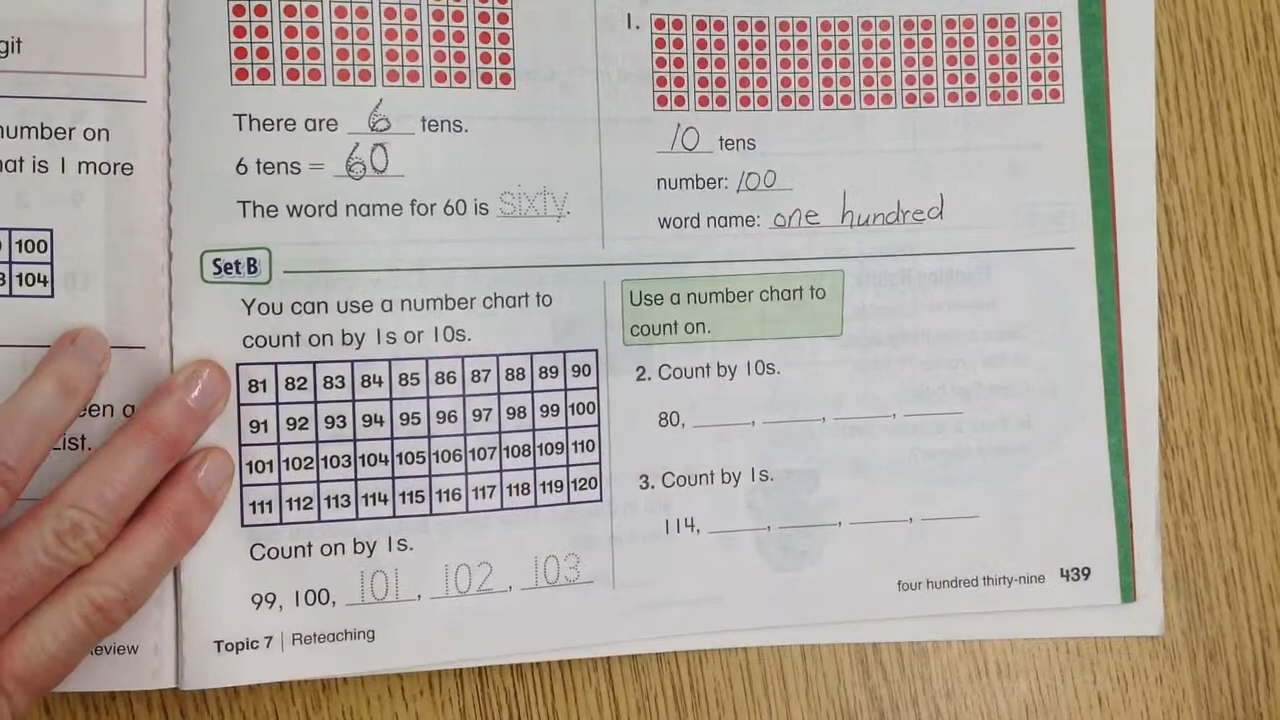 git
number on
at is 1 more
100
104
een a
List.
eview
There are 6 tens.
6 tens = 60
The word name for 60 is sixty.
1.
10 tens
number: 100
word name: one hundred
Set B
You can use a number chart to
count on by 1s or 10s.
81 82 83 84 85 86 87 88 89 90
91 92 93 94 95 96 97 98 99 100
101 102 103 104 105 106 107 108 109 110
111 112 113 114 115 116 117 118 119 120
Count on by 1s.
99, 100, 101, 102, 103
Use a number chart to
count on.
2. Count by 10s.
80, ____, ____, ____, ____
3. Count by 1s.
114, ____, ____, ____, ____
Topic 7 | Reteaching
four hundred thirty-nine 439